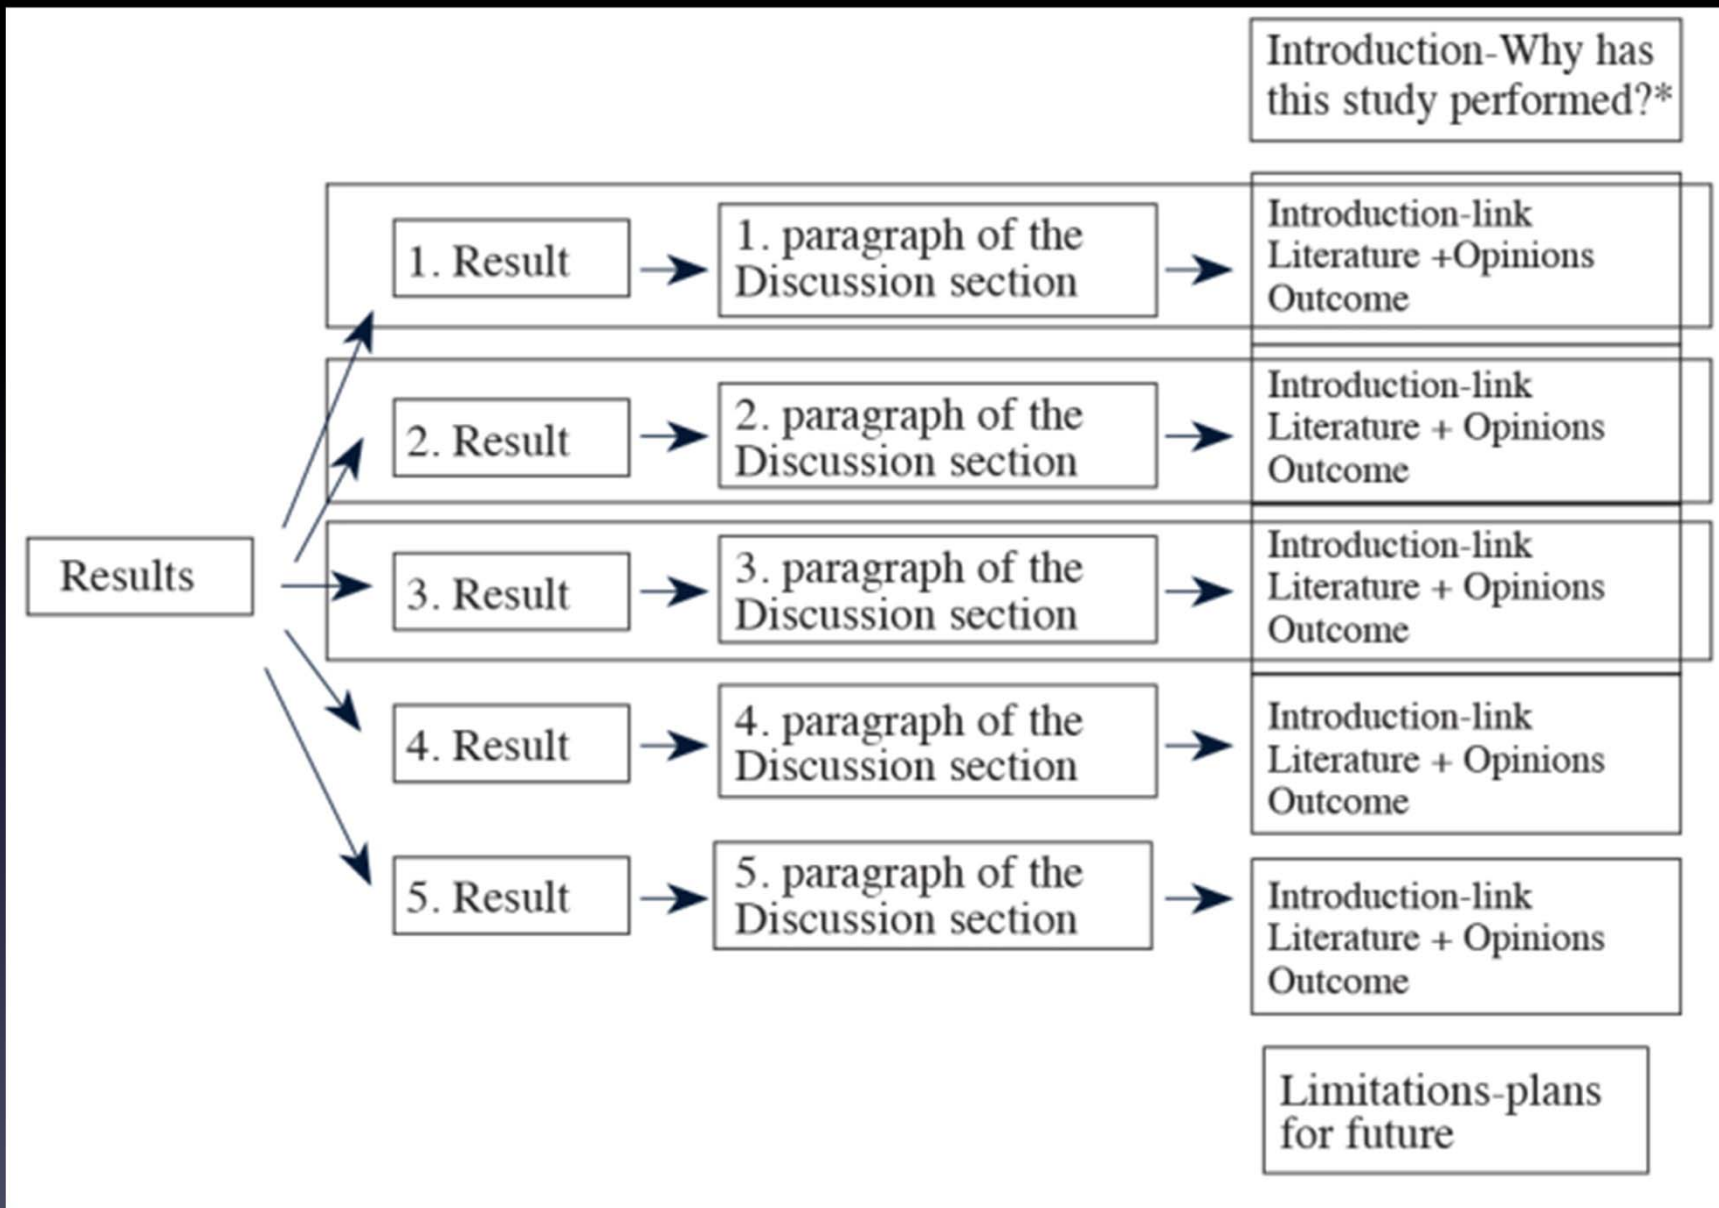 Introduction-Why has
this study performed?*
1. Result
1. paragraph of the
Discussion section
Introduction-link
Literature +Opinions
Outcome
2. Result
2. paragraph of the
Discussion section
Introduction-link
Literature + Opinions
Outcome
Results
3. Result
3. paragraph of the
Discussion section
Introduction-link
Literature + Opinions
Outcome
4. Result
4. paragraph of the
Discussion section
Introduction-link
Literature + Opinions
Outcome
5. Result
5. paragraph of the
Discussion section
Introduction-link
Literature + Opinions
Outcome
Limitations-plans
for future